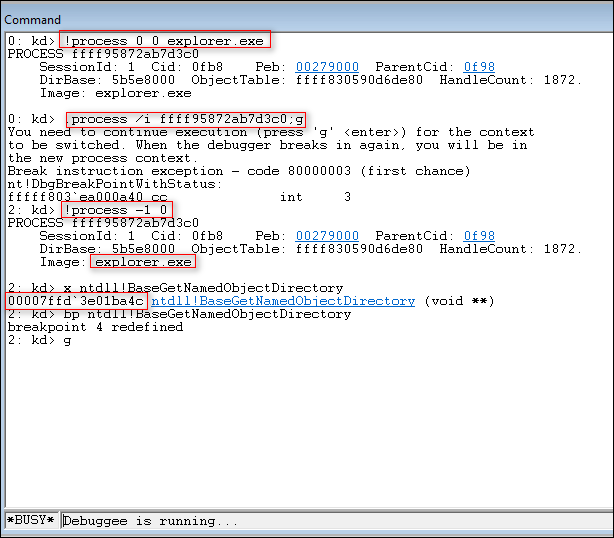 Command
0: kd> !process 0 0 explorer.exe
PROCESS ffff95872ab7d3c0
SessionId: 1 Cid: 0fb8 Peb: 00279000 ParentCid: 0f98
DirBase: 5b5e8000 ObjectTable: ffff830590d6de80 HandleCount: 1872.
Image: explorer.exe
0: kd> .process /i ffff95872ab7d3c0;g
You need to continue execution (press 'g' <enter>) for the context
to be switched. When the debugger breaks in again, you will be in
the new process context.
Break instruction exception - code 80000003 (first chance)
nt!DbgBreakPointWithStatus:
fffff803`ea000a40 cc int 3
2: kd> !process -1 0
PROCESS ffff95872ab7d3c0
SessionId: 1 Cid: 0fb8 Peb: 00279000 ParentCid: 0f98
DirBase: 5b5e8000 ObjectTable: ffff830590d6de80 HandleCount: 1872.
Image: explorer.exe
2: kd> x ntdll!BaseGetNamedObjectDirectory
00007ffd`3e01ba4c ntdll!BaseGetNamedObjectDirectory (void **)
2: kd> bp ntdll!BaseGetNamedObjectDirectory
breakpoint 4 redefined
2: kd> g
*BUSY* Debuggee is running...